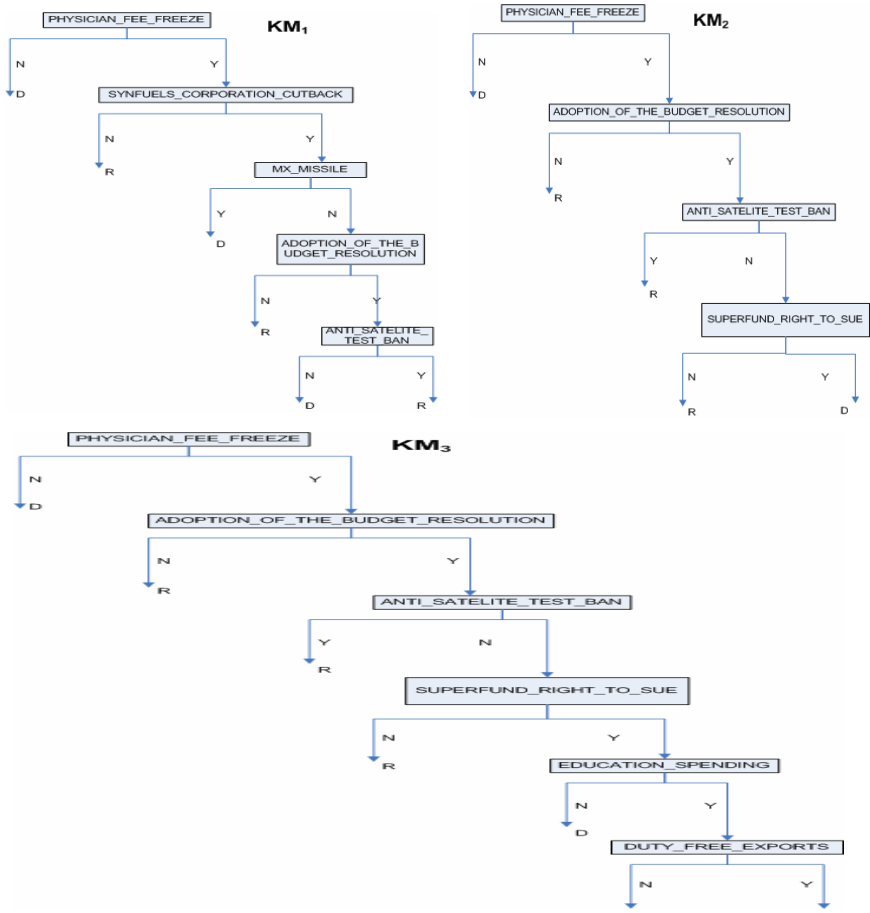 KM₁
PHYSICIAN_FEE_FREEZE
N
Y
D
SYNFUELS_CORPORATION_CUTBACK
N
Y
R
MX_MISSILE
Y
N
D
ADOPTION_OF_THE_B
UDGET_RESOLUTION
N
Y
R
ANTI_SATELITE_
TEST_BAN
N
Y
D
R
KM₂
PHYSICIAN_FEE_FREEZE
N
Y
D
ADOPTION_OF_THE_BUDGET_RESOLUTION
N
Y
R
ANTI_SATELITE_TEST_BAN
Y
N
R
SUPERFUND_RIGHT_TO_SUE
N
Y
R
D
KM₃
PHYSICIAN_FEE_FREEZE
N
Y
D
ADOPTION_OF_THE_BUDGET_RESOLUTION
N
Y
R
ANTI_SATELITE_TEST_BAN
Y
N
R
SUPERFUND_RIGHT_TO_SUE
N
Y
R
EDUCATION_SPENDING
N
Y
D
DUTY_FREE_EXPORTS
N
Y